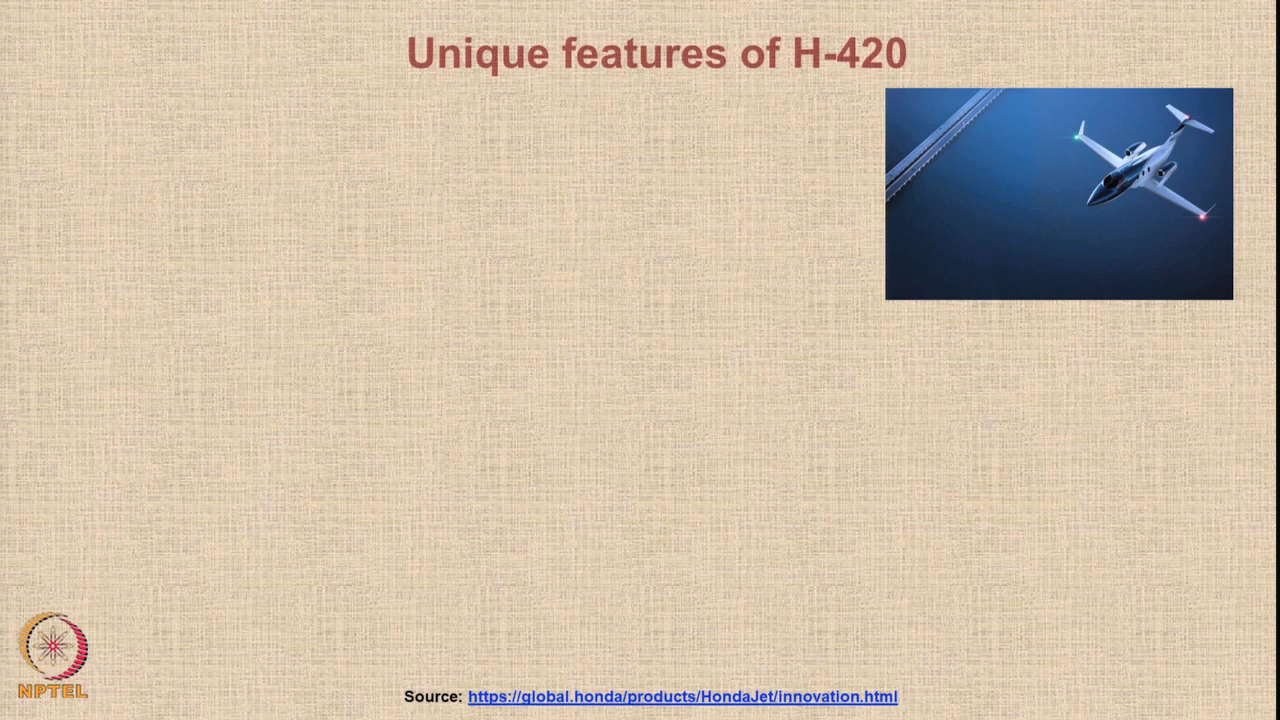 Unique features of H-420
NPTEL
Source: https://global.honda/products/HondaJet/innovation.html